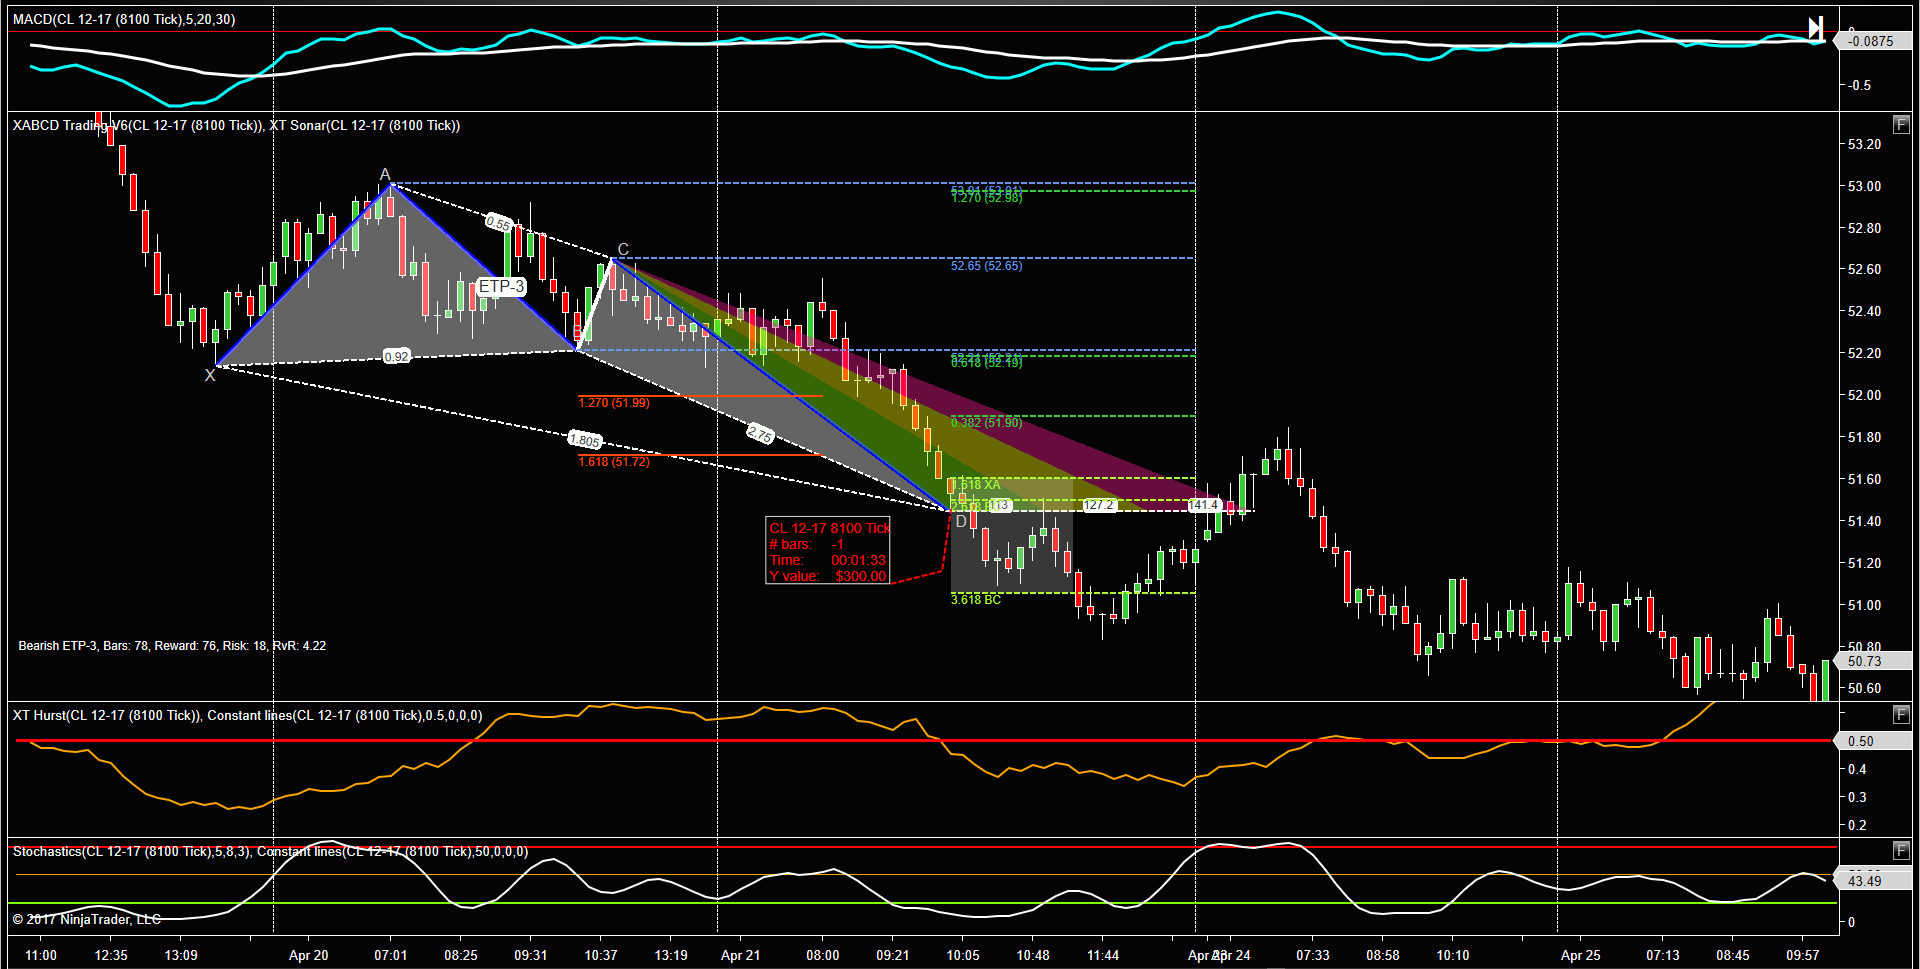 MACD(CL 12-17 (8100 Tick),5,20,30)
0
-0.0875
-0.5
XABCD Trading V6(CL 12-17 (8100 Tick)), XT Sonar(CL 12-17 (8100 Tick))
F
53.20
53.00
52.80
52.60
52.40
52.20
52.00
51.80
51.60
51.40
51.20
51.00
50.80
50.73
50.60
A
0.55
C
ETP-3
B
0.92
X
1.270 (52.98)
52.65 (52.65)
0.618 (52.19)
0.382 (51.90)
1.270 (51.99)
1.618 (51.72)
1.805
2.75
1.618 XA
113
127.2
141.4
D
3.618 BC
CL 12-17 8100 Tick
# bars: -1
Time: 00:01:33
Y value: $300.00
Bearish ETP-3, Bars: 78, Reward: 76, Risk: 18, RvR: 4.22
XT Hurst(CL 12-17 (8100 Tick)), Constant lines(CL 12-17 (8100 Tick),0.5,0,0,0)
F
0.50
0.4
0.3
0.2
Stochastics(CL 12-17 (8100 Tick),5,8,3), Constant lines(CL 12-17 (8100 Tick),50,0,0,0)
F
43.49
0
© 2017 NinjaTrader, LLC
11:00 12:35 13:09 Apr 20 07:01 08:25 09:31 10:37 13:19 Apr 21 08:00 09:21 10:05 10:48 11:44 Apr 24 07:33 08:58 10:10 Apr 25 07:13 08:45 09:57